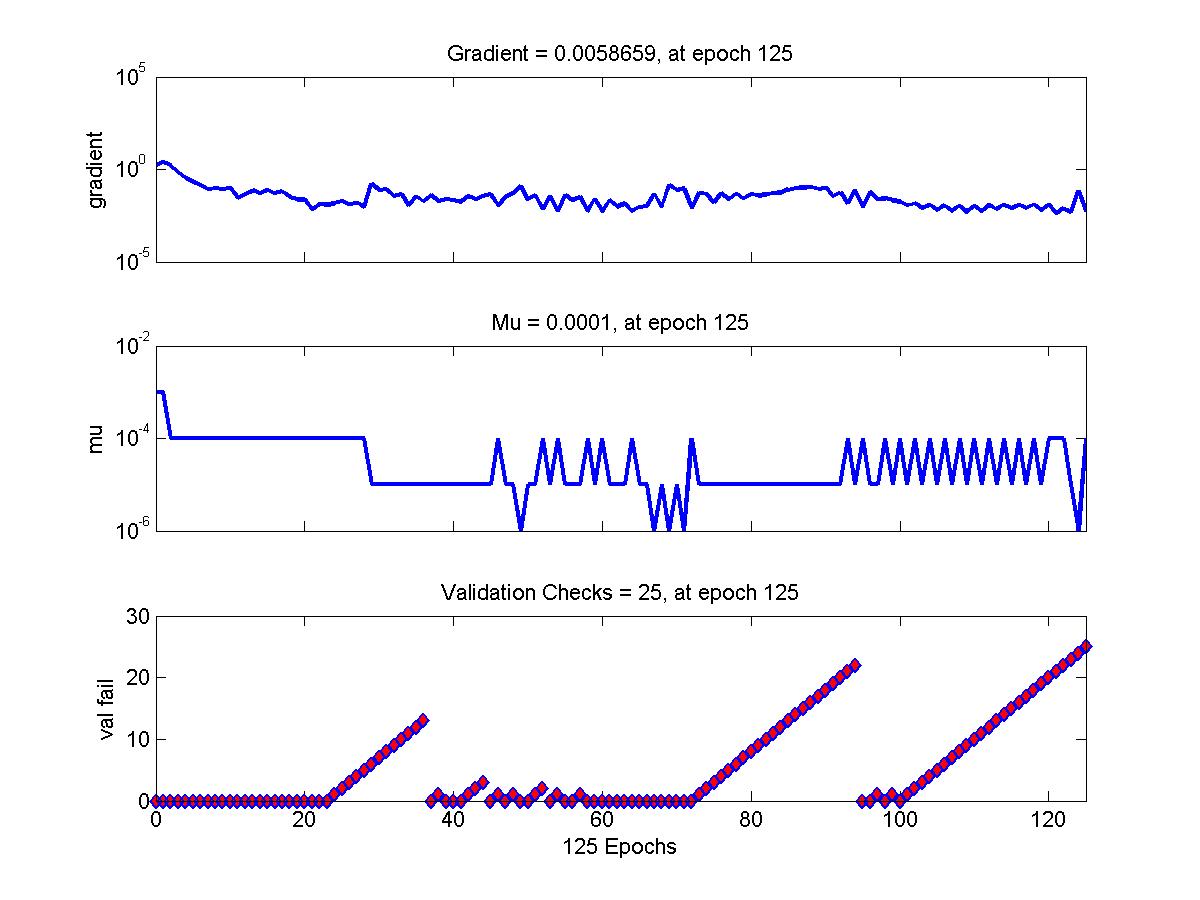 Gradient = 0.0058659, at epoch 125
10^5
10^0
10^-5
gradient
Mu = 0.0001, at epoch 125
10^-2
10^-4
10^-6
mu
Validation Checks = 25, at epoch 125
30
20
10
0
val fail
0 20 40 60 80 100 120
125 Epochs